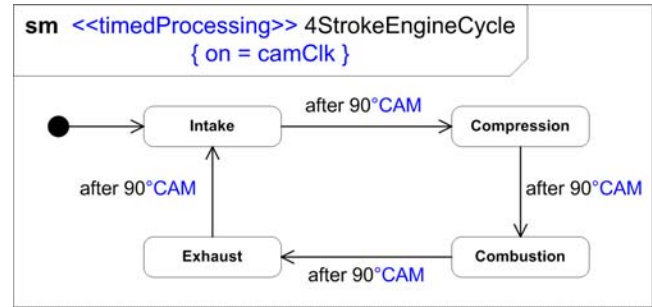 sm <<timedProcessing>> 4StrokeEngineCycle
{ on = camClk }
after 90°CAM
Intake
Compression
after 90°CAM
after 90°CAM
Exhaust
Combustion
after 90°CAM